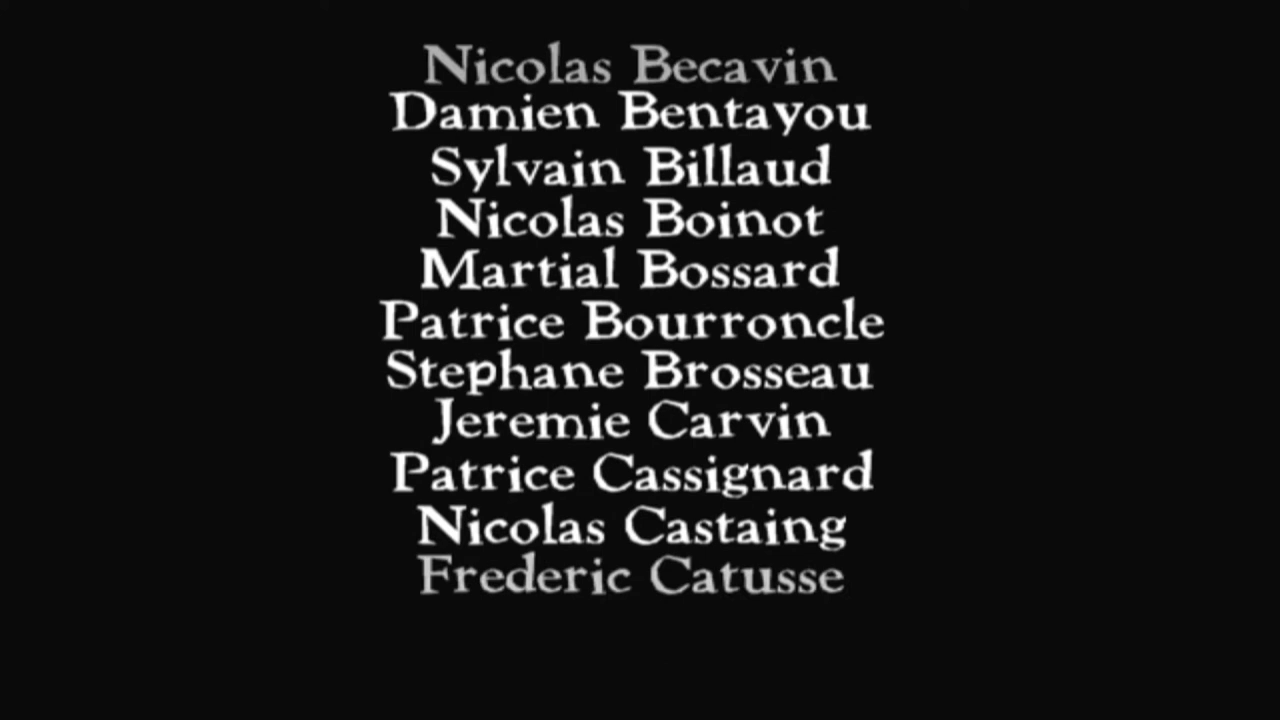 Nicolas Becavin
Damien Bentayou
Sylvain Billaud
Nicolas Boinot
Martial Bossard
Patrice Bourroncle
Stephane Brosseau
Jeremie Carvin
Patrice Cassignard
Nicolas Castaing
Frederic Catusse